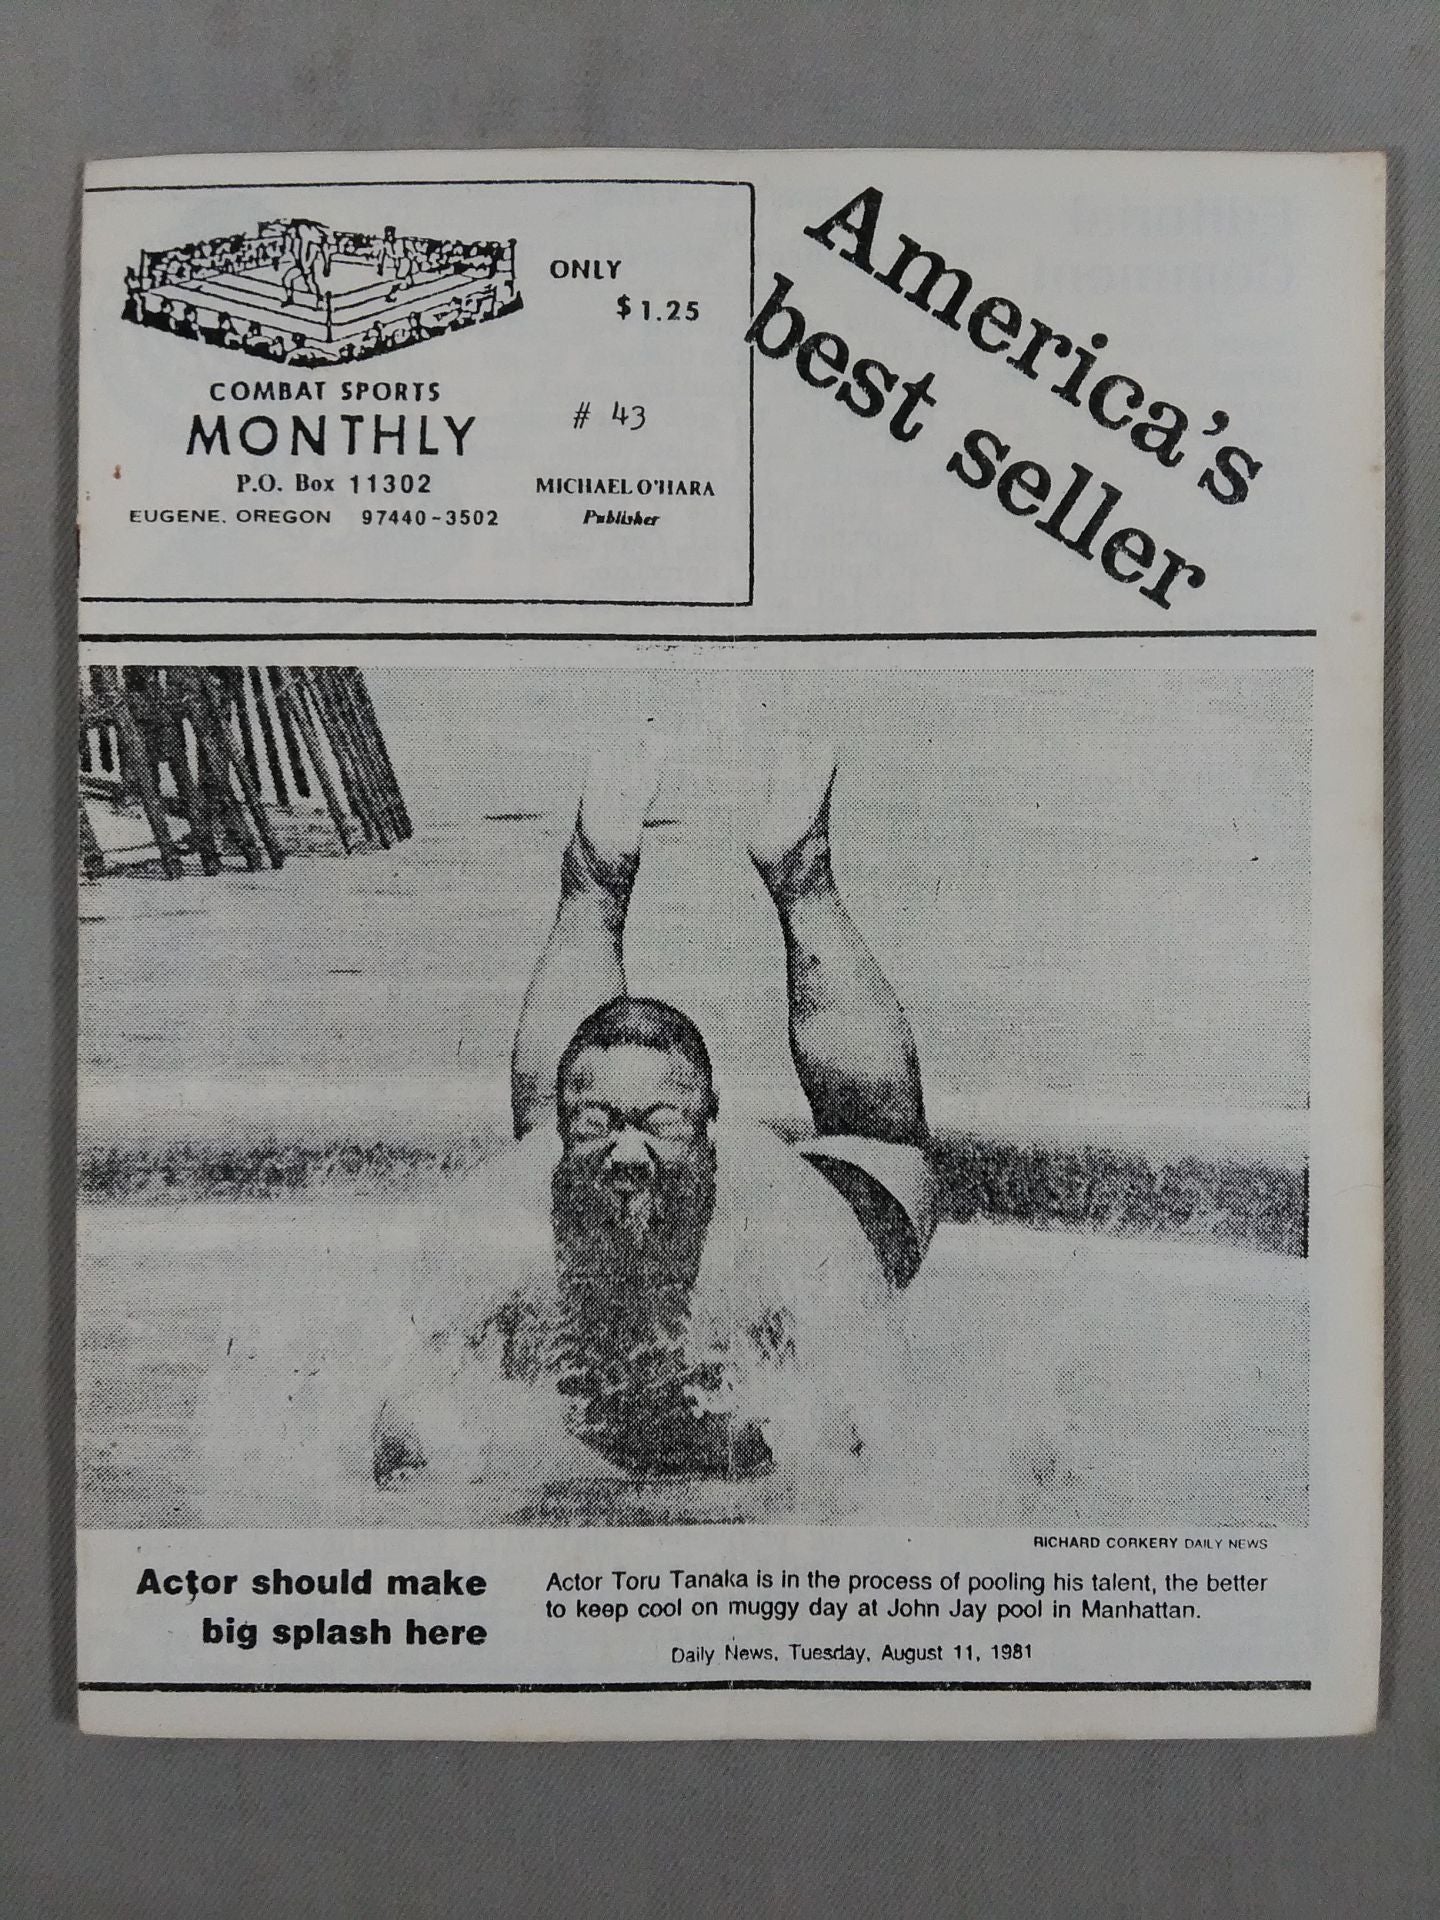 ONLY
$1.25
COMBAT SPORTS
MONTHLY
# 43
P.O. Box 11302
EUGENE, OREGON 97440-3502
MICHAEL O'HARA
Publisher
America's
best seller
RICHARD CORKERY DAILY NEWS
Actor should make
big splash here
Actor Toru Tanaka is in the process of pooling his talent, the better
to keep cool on muggy day at John Jay pool in Manhattan.
Daily News, Tuesday, August 11, 1981